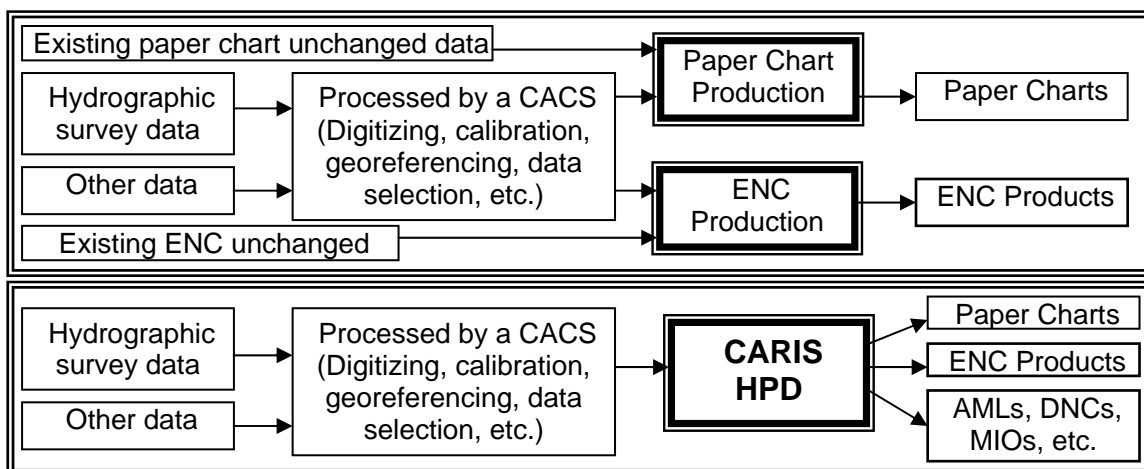 Existing paper chart unchanged data
Hydrographic
survey data
Other data
Existing ENC unchanged
Processed by a CACS
(Digitizing, calibration,
georeferencing, data
selection, etc.)
Paper Chart
Production
ENC
Production
Paper Charts
ENC Products
Hydrographic
survey data
Other data
Processed by a CACS
(Digitizing, calibration,
georeferencing, data
selection, etc.)
CARIS
HPD
Paper Charts
ENC Products
AMLs, DNCs,
MIOs, etc.